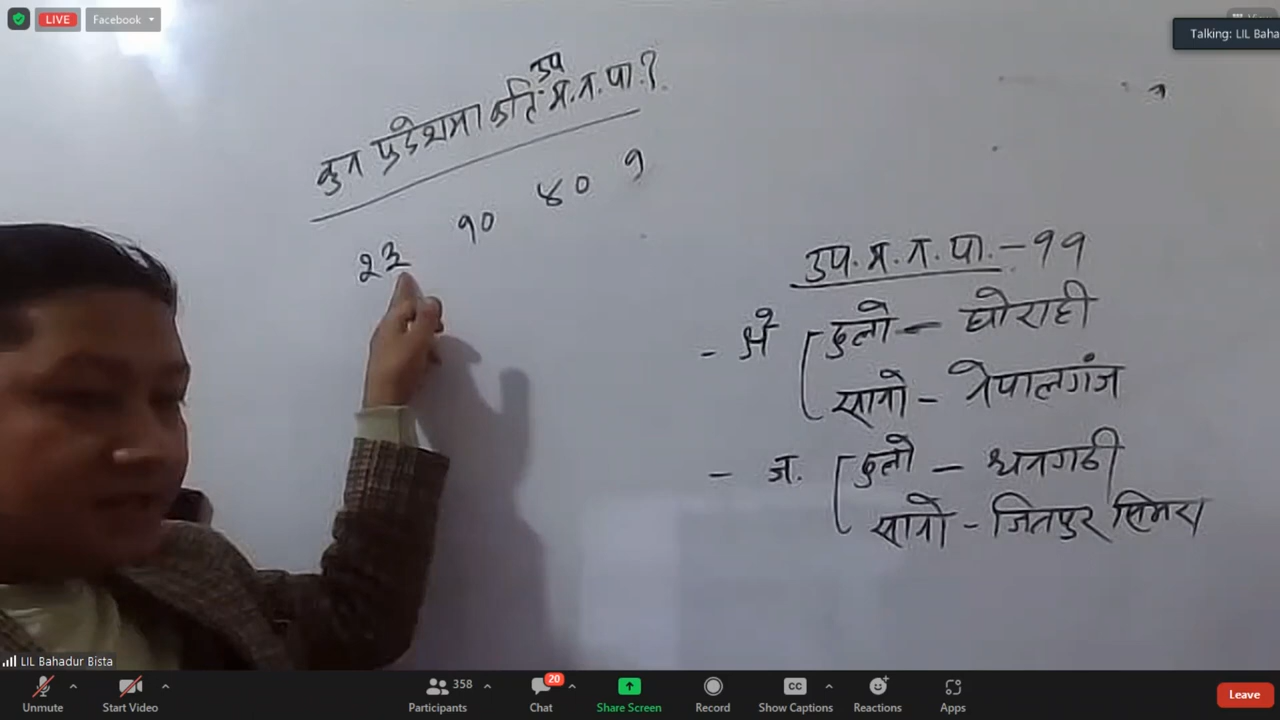 LIVE
Facebook
View
Talking: LIL Baha
उप
कुन प्रदेशमा कति म.न.पा.?
२३ १० ४० १
उप.म.न.पा. - ११
- क्षे ठुलो - घोराही
सानो - नेपालगंज
- ज. ठुलो - धनगढी
सानो - जितपुर सिमरा
LIL Bahadur Bista
Unmute
Start Video
358
Participants
20
Chat
Share Screen
Record
CC
Show Captions
Reactions
Apps
Leave